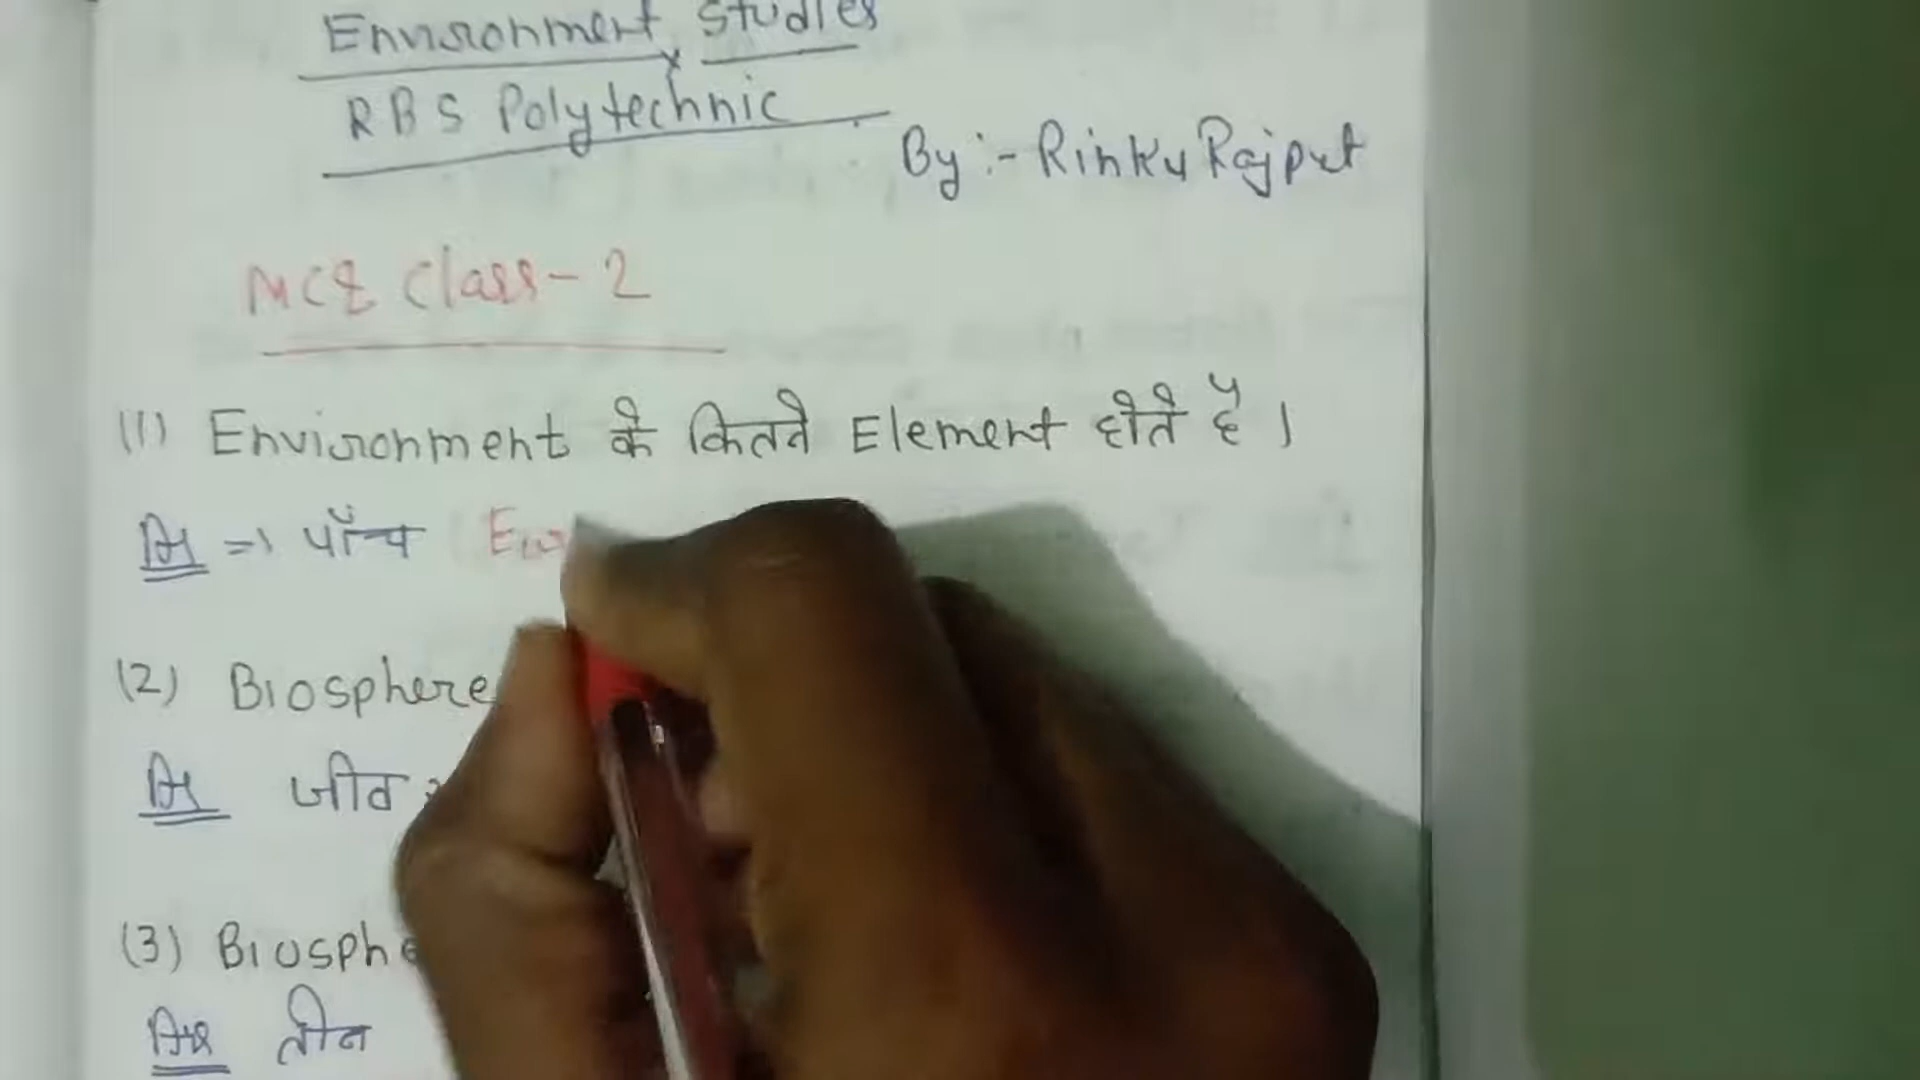 Environment Studies
RBS Polytechnic
By :- Rinku Rajput
MCQ Class - 2
(1) Environment के कितने Element होते है ।
Ans => पाँच
(2) Biosphere
Ans जीव
(3) Biosphe
Ans तीन